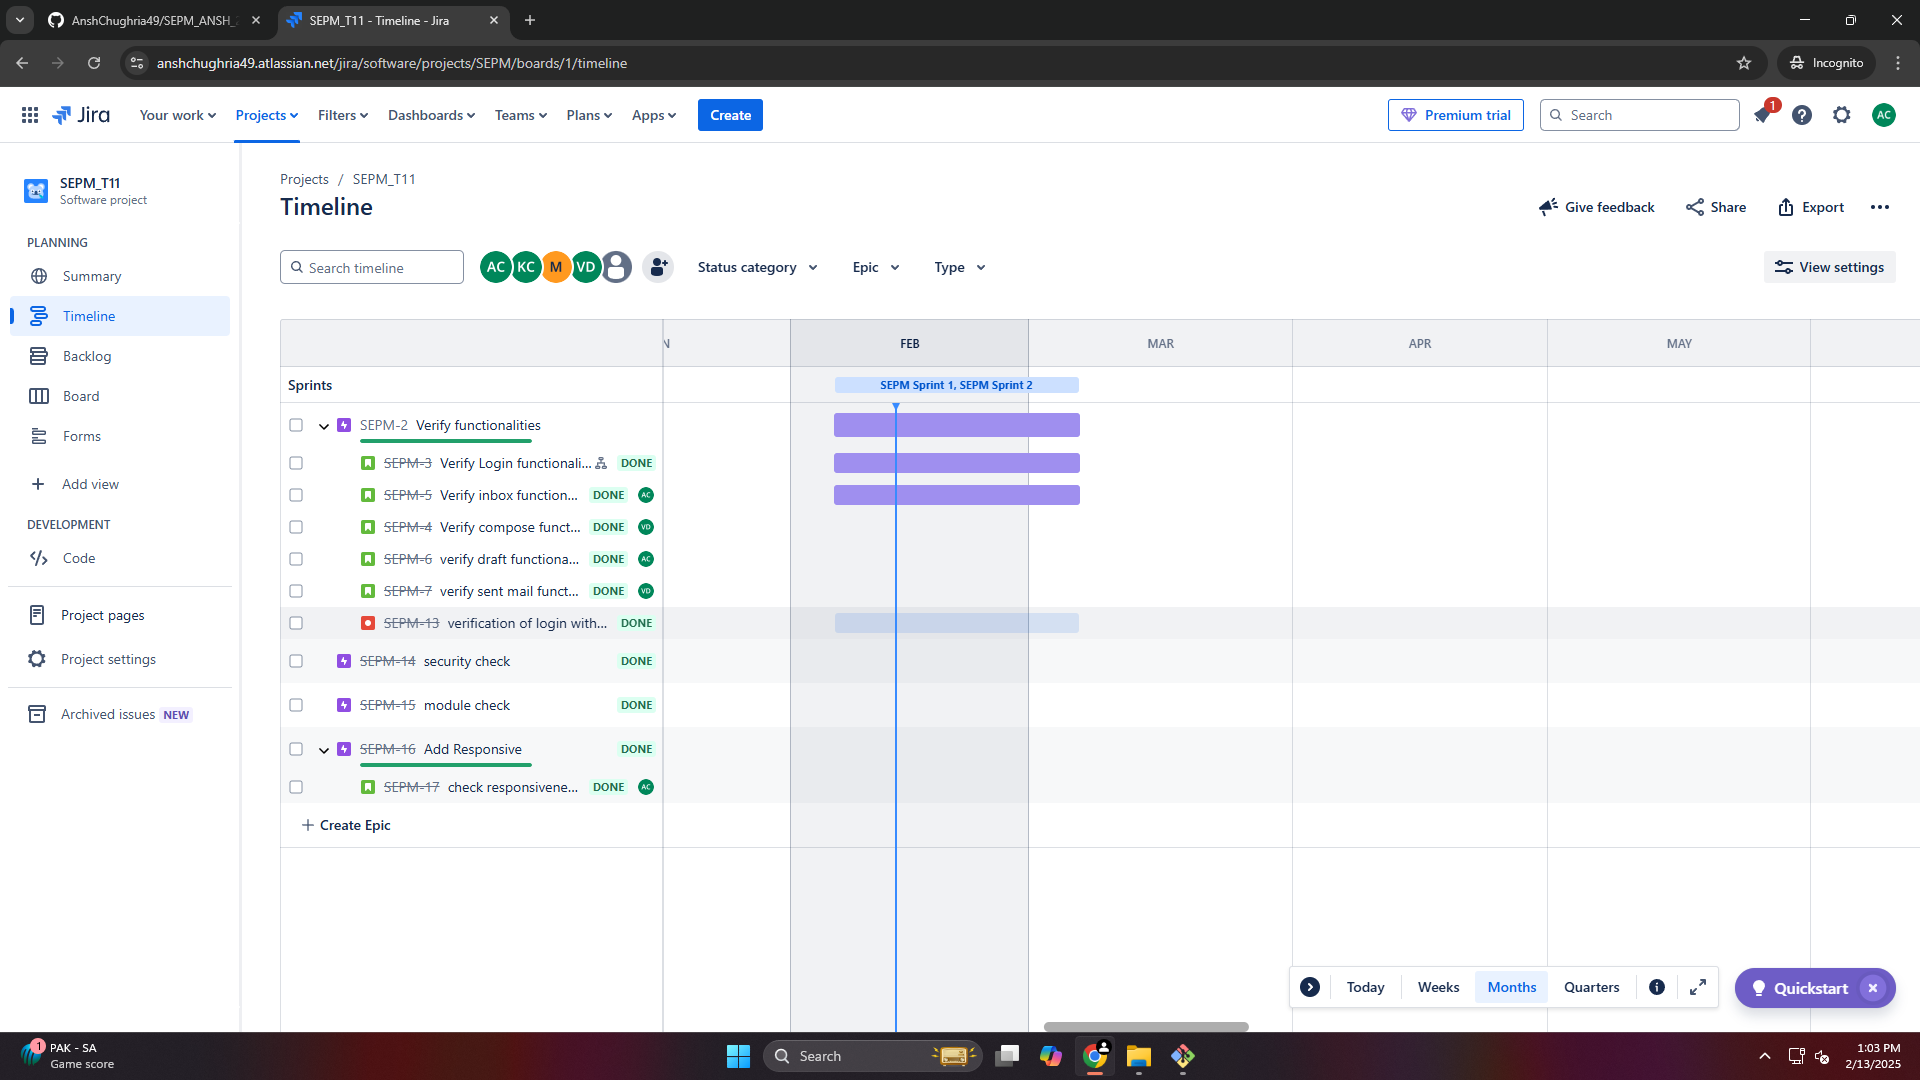 AnshChughria49/SEPM_ANSH_
SEPM_T11 - Timeline - Jira
anshchughria49.atlassian.net/jira/software/projects/SEPM/boards/1/timeline
Incognito
Jira
Your work
Projects
Filters
Dashboards
Teams
Plans
Apps
Create
Premium trial
Search
1
AC
SEPM_T11
Software project
PLANNING
Summary
Timeline
Backlog
Board
Forms
Add view
DEVELOPMENT
Code
Project pages
Project settings
Archived issues NEW
Projects / SEPM_T11
Timeline
Give feedback
Share
Export
Search timeline
AC KC M VD
Status category
Epic
Type
View settings
FEB MAR APR MAY
Sprints
SEPM Sprint 1, SEPM Sprint 2
SEPM-2 Verify functionalities
SEPM-3 Verify Login functionali... DONE
SEPM-5 Verify inbox function... DONE AC
SEPM-4 Verify compose funct... DONE VD
SEPM-6 verify draft functiona... DONE AC
SEPM-7 verify sent mail funct... DONE VD
SEPM-13 verification of login with... DONE
SEPM-14 security check DONE
SEPM-15 module check DONE
SEPM-16 Add Responsive DONE
SEPM-17 check responsivene... DONE AC
+ Create Epic
Today
Weeks
Months
Quarters
Quickstart
1
PAK - SA
Game score
Search
1:03 PM
2/13/2025